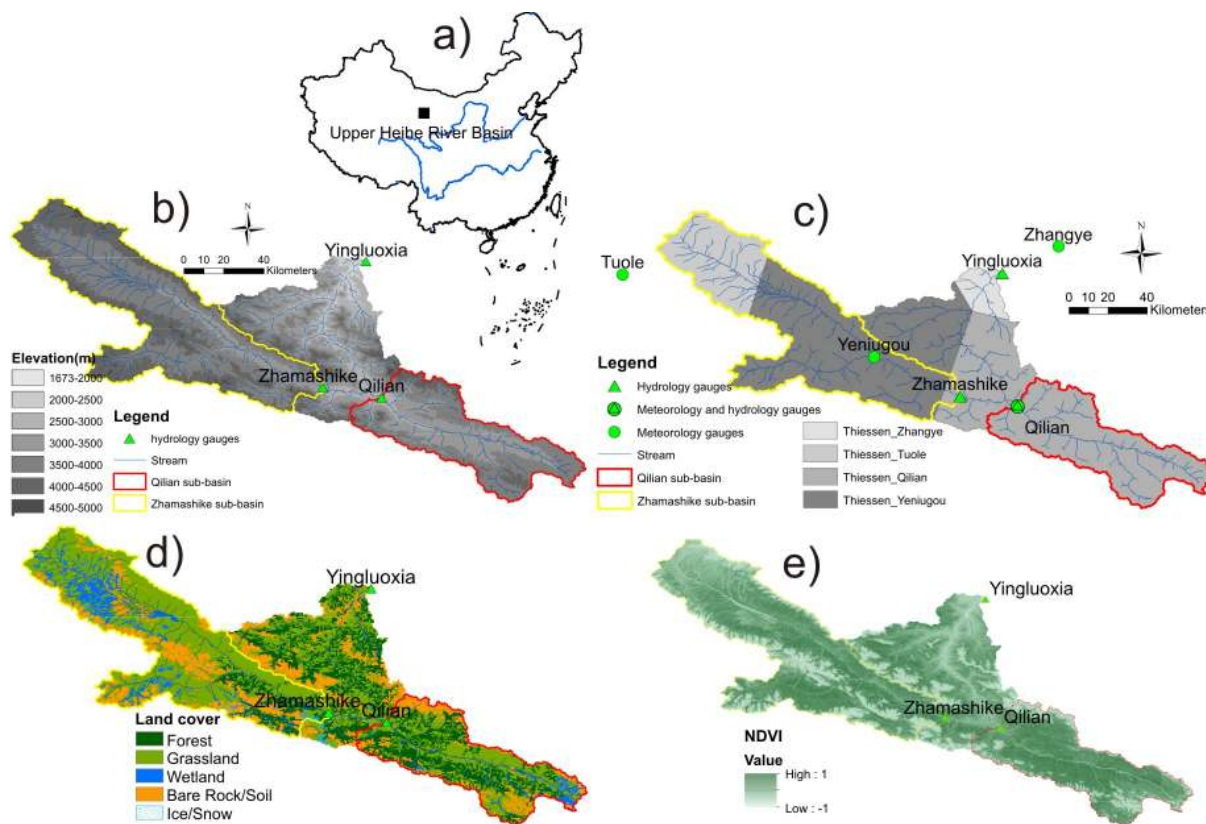 a)
Upper Heihe River Basin
b)
N
0 10 20 40
Kilometers
Yingluoxia
Zhamashike
Qilian
Elevation(m)
1673-2000
2000-2500
2500-3000
3000-3500
3500-4000
4000-4500
4500-5000
Legend
hydrology gauges
Stream
Qilian sub-basin
Zhamashike sub-basin
c)
Tuole
Zhangye
Yingluoxia
N
0 10 20 40
Kilometers
Yeniugou
Zhamashike
Qilian
Legend
Hydrology gauges
Meteorology and hydrology gauges
Meteorology gauges
Stream
Qilian sub-basin
Zhamashike sub-basin
Thiessen_Zhangye
Thiessen_Tuole
Thiessen_Qilian
Thiessen_Yeniugou
d)
Yingluoxia
Zhamashike
Qilian
Land cover
Forest
Grassland
Wetland
Bare Rock/Soil
Ice/Snow
e)
Yingluoxia
Zhamashike
Qilian
NDVI
Value
High : 1
Low : -1